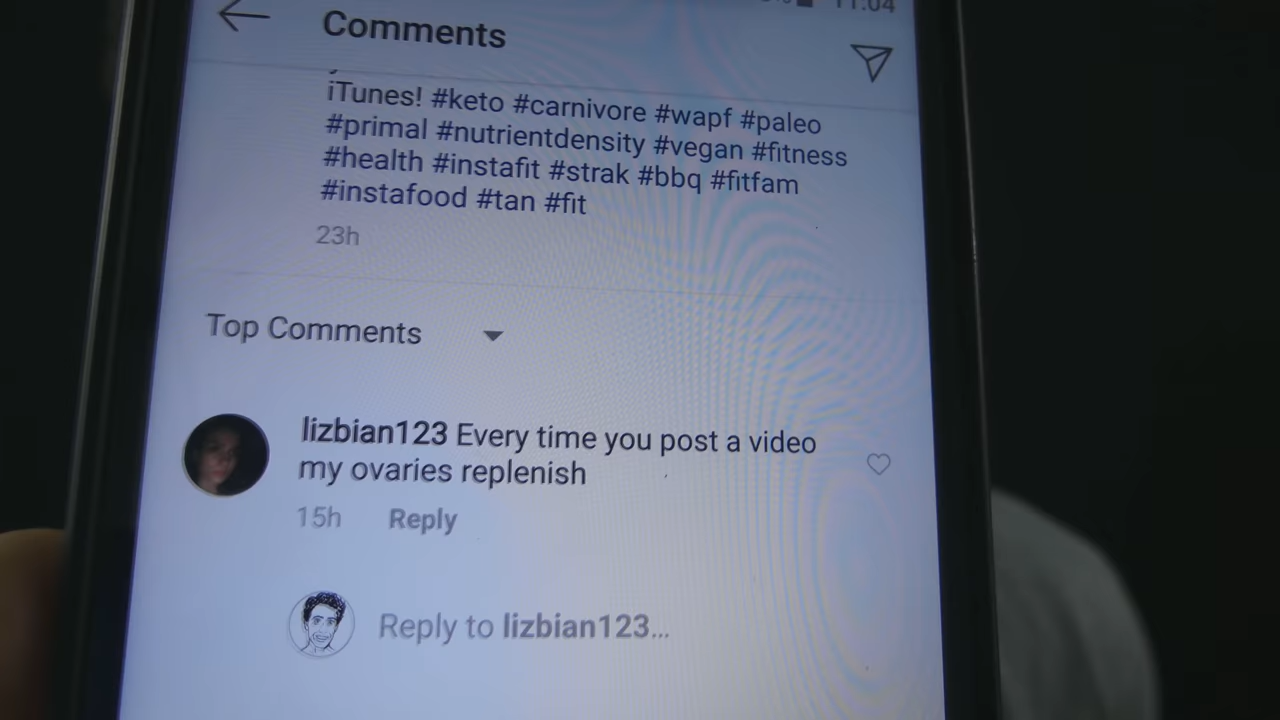 11:04
Comments
iTunes! #keto #carnivore #wapf #paleo
#primal #nutrientdensity #vegan #fitness
#health #instafit #strak #bbq #fitfam
#instafood #tan #fit
23h
Top Comments
lizbian123 Every time you post a video
my ovaries replenish
15h Reply
Reply to lizbian123...